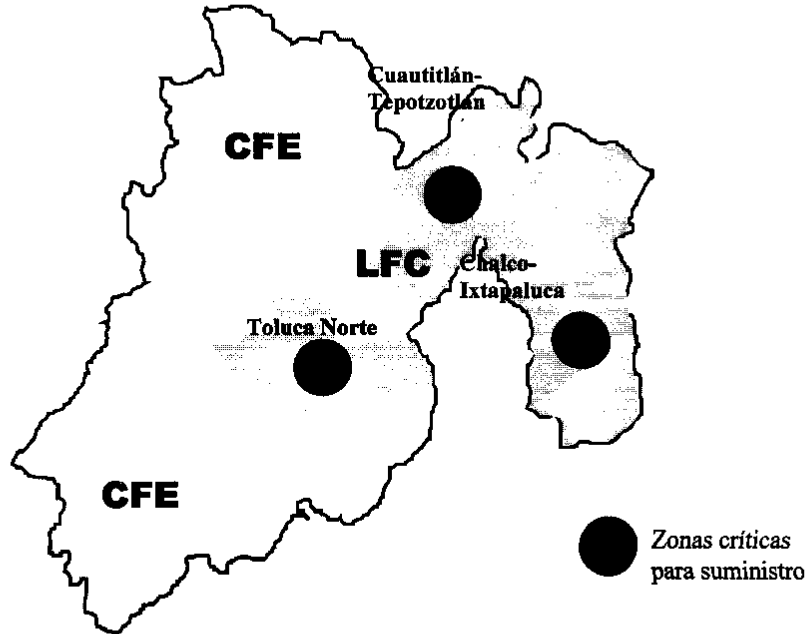 Cuautitlán-
Tepotzotlán
CFE
LFC
Chalco-
Ixtapaluca
Toluca Norte
CFE
Zonas críticas
para suministro